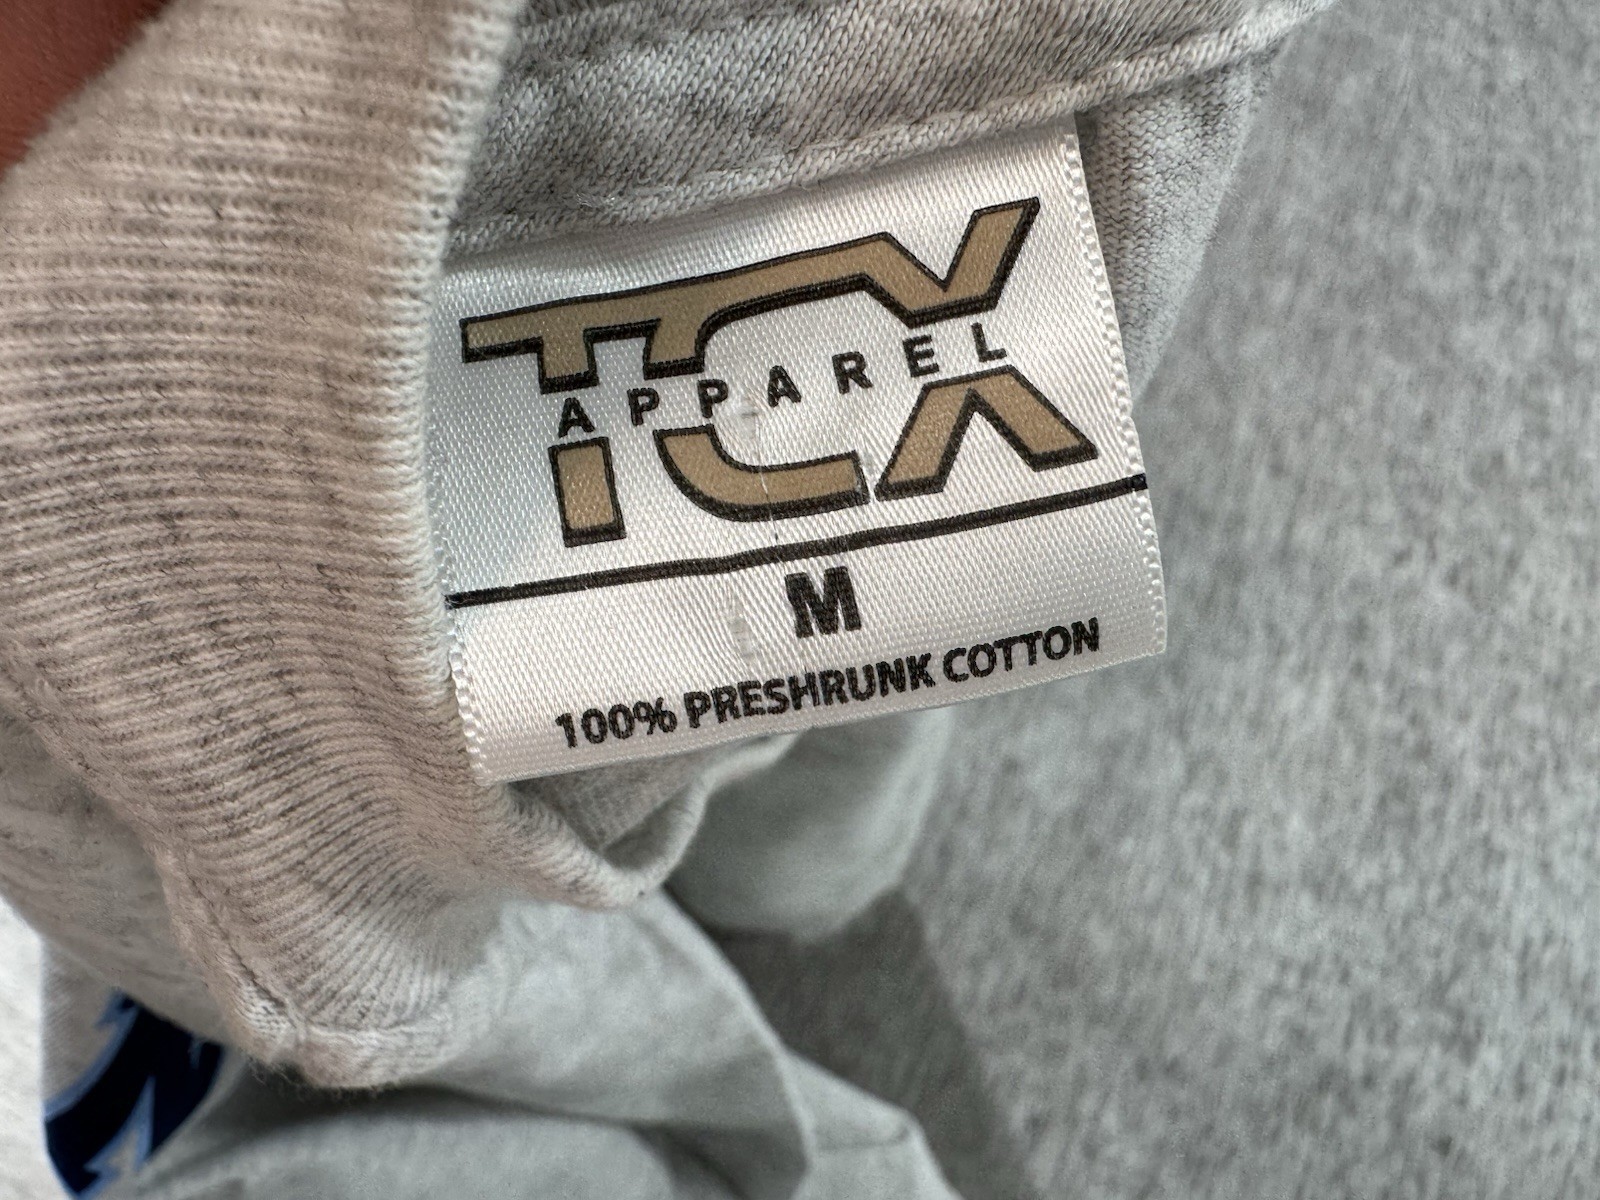 TCX
APPAREL
M
100% PRESHRUNK COTTON